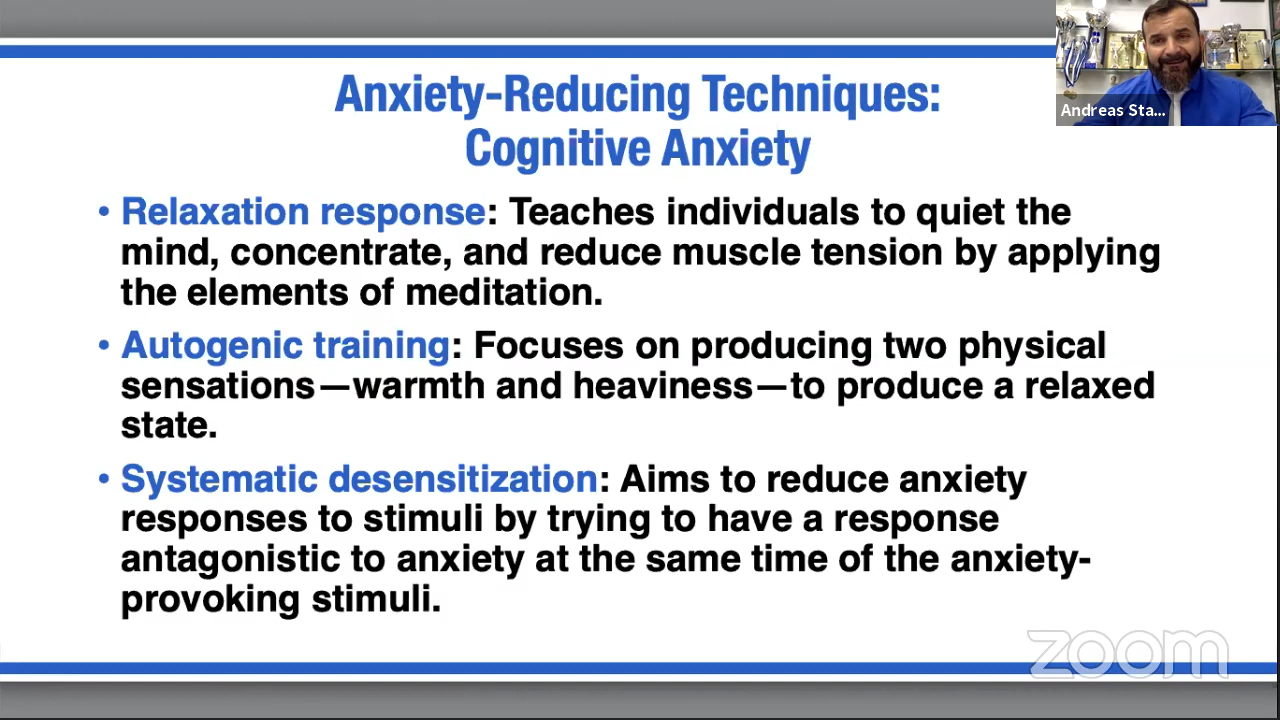 Anxiety-Reducing Techniques:
Cognitive Anxiety
Andreas Sta...
• Relaxation response: Teaches individuals to quiet the
mind, concentrate, and reduce muscle tension by applying
the elements of meditation.
• Autogenic training: Focuses on producing two physical
sensations—warmth and heaviness—to produce a relaxed
state.
• Systematic desensitization: Aims to reduce anxiety
responses to stimuli by trying to have a response
antagonistic to anxiety at the same time of the anxiety-
provoking stimuli.
zoom